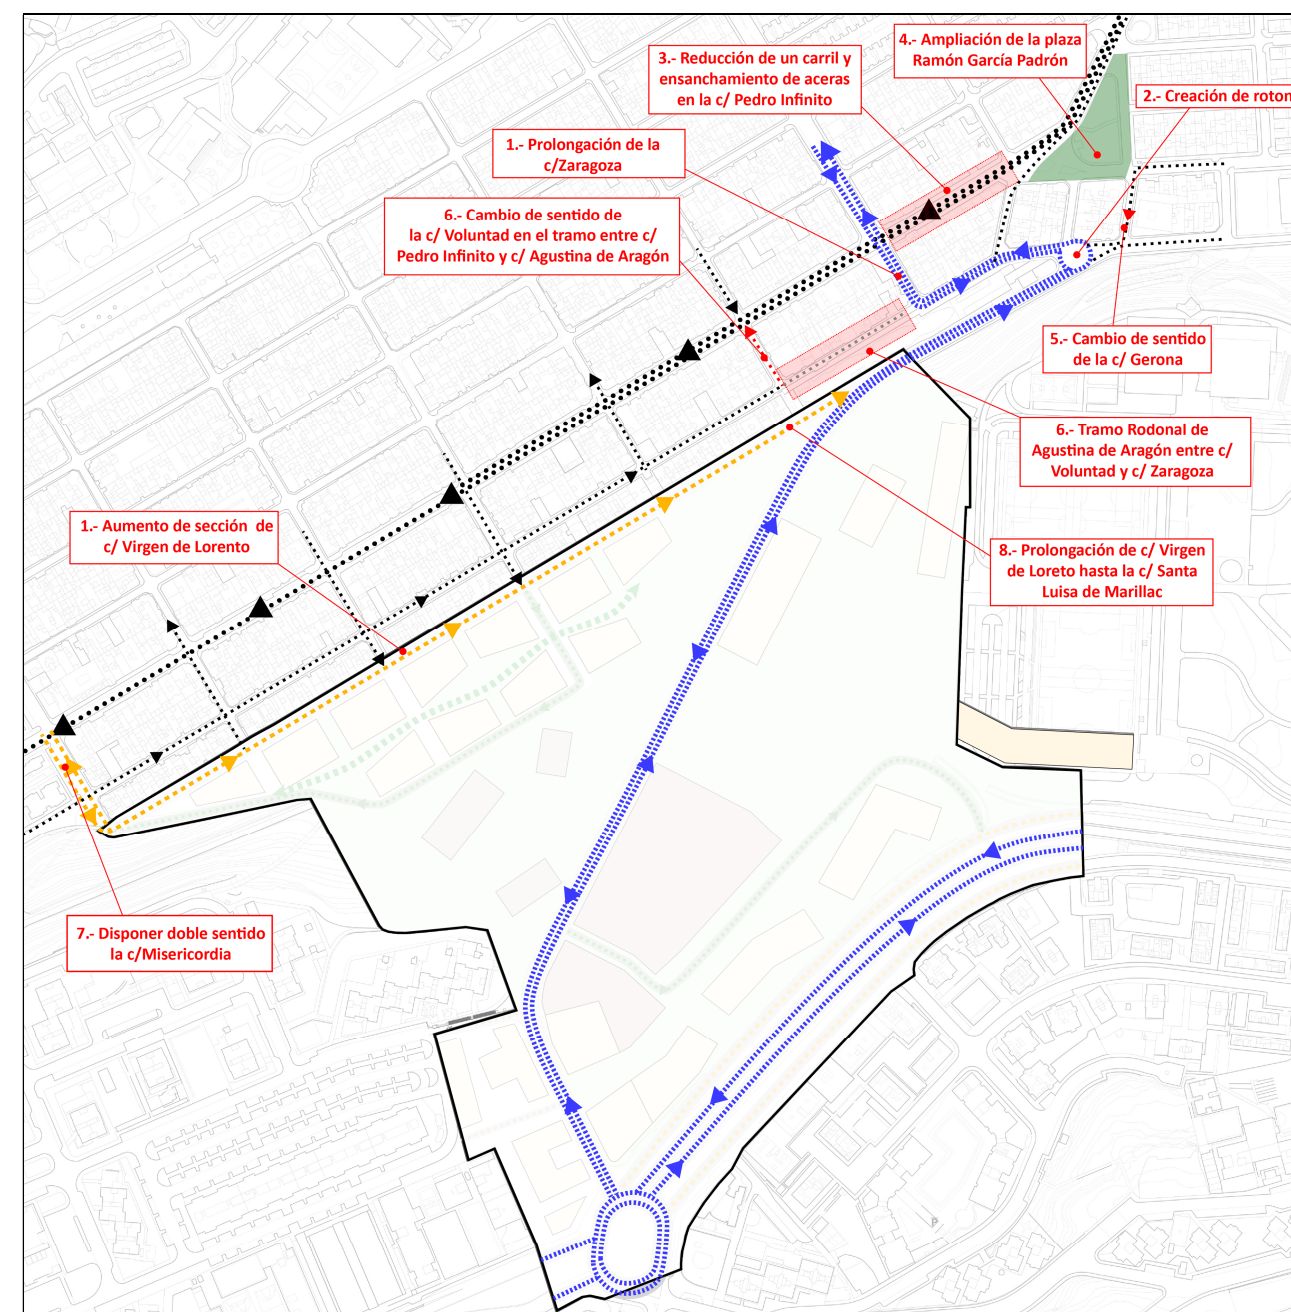 4.- Ampliación de la plaza
Ramón García Padrón
3.- Reducción de un carril y
ensanchamiento de aceras
en la c/ Pedro Infinito
2.- Creación de roton
1.- Prolongación de la
c/Zaragoza
6.- Cambio de sentido de
la c/ Voluntad en el tramo entre c/
Pedro Infinito y c/ Agustina de Aragón
5.- Cambio de sentido
de la c/ Gerona
6.- Tramo Rodonal de
Agustina de Aragón entre c/
Voluntad y c/ Zaragoza
1.- Aumento de sección de
c/ Virgen de Lorento
8.- Prolongación de c/ Virgen
de Loreto hasta la c/ Santa
Luisa de Marillac
7.- Disponer doble sentido
la c/Misericordia
P